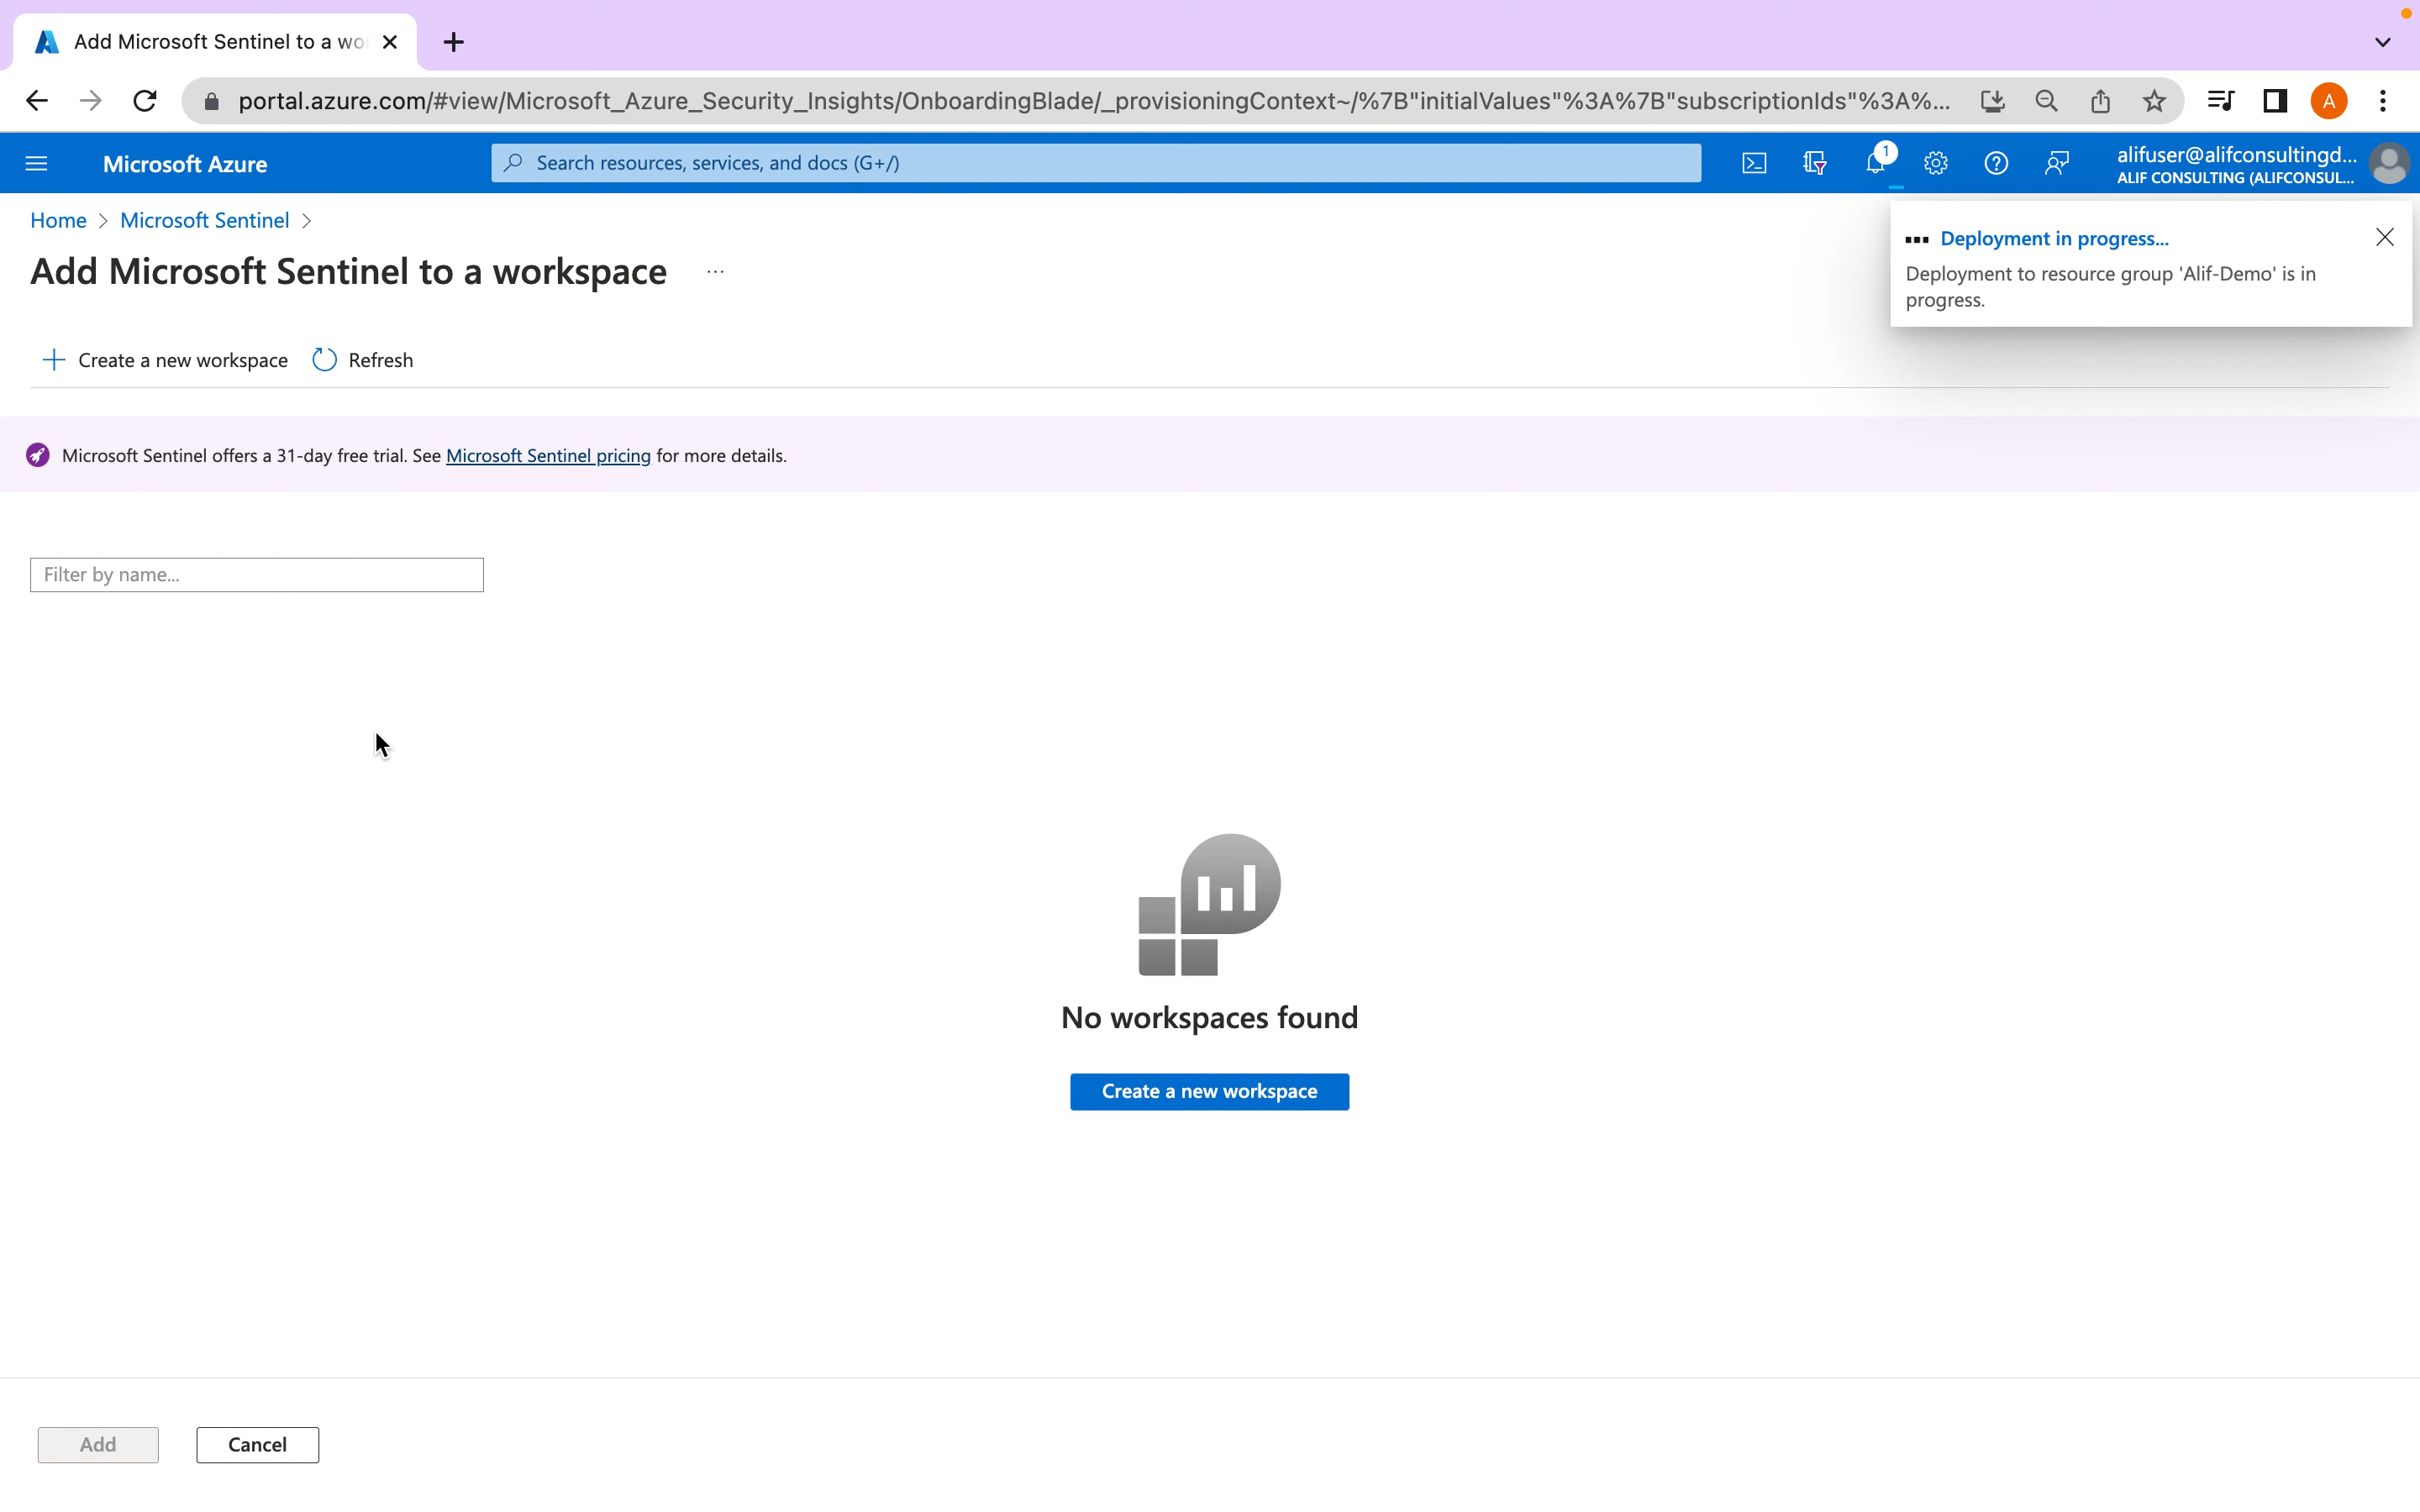 Add Microsoft Sentinel to a wo
portal.azure.com/#view/Microsoft_Azure_Security_Insights/OnboardingBlade/_provisioningContext~/%7B"initialValues"%3A%7B"subscriptionIds"%3A%...
A
Microsoft Azure
Search resources, services, and docs (G+/)
1
alifuser@alifconsultingd...
ALIF CONSULTING (ALIFCONSUL...
Home > Microsoft Sentinel >
Add Microsoft Sentinel to a workspace ...
Deployment in progress...
Deployment to resource group 'Alif-Demo' is in
progress.
Create a new workspace Refresh
Microsoft Sentinel offers a 31-day free trial. See Microsoft Sentinel pricing for more details.
Filter by name...
No workspaces found
Create a new workspace
Add Cancel